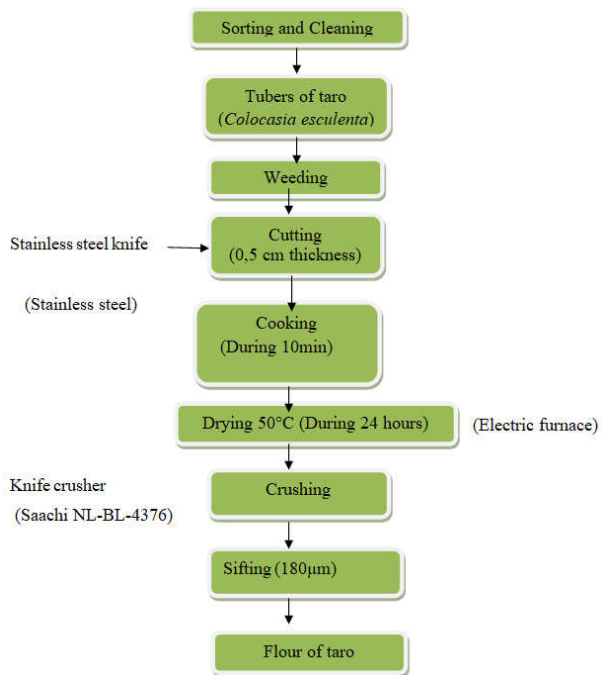 Sorting and Cleaning
Tubers of taro
(Colocasia esculenta)
Weeding
Stainless steel knife
Cutting
(0,5 cm thickness)
(Stainless steel)
Cooking
(During 10min)
Drying 50°C (During 24 hours)
(Electric furnace)
Knife crusher
(Saachi NL-BL-4376)
Crushing
Sifting (180μm)
Flour of taro